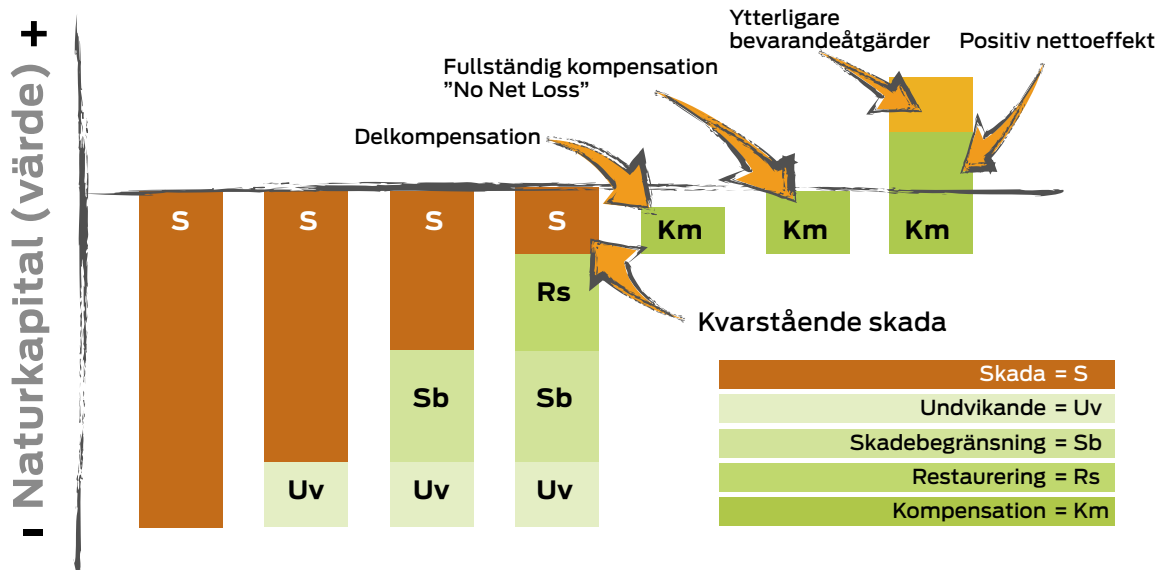 - Naturkapital (värde) +
Ytterligare
bevarandeåtgärder
Positiv nettoeffekt
Fullständig kompensation
”No Net Loss”
Delkompensation
S
S
S
S
Km
Km
Km
Rs
Kvarstående skada
Sb
Sb
Uv
Uv
Uv
Skada = S
Undvikande = Uv
Skadebegränsning = Sb
Restaurering = Rs
Kompensation = Km